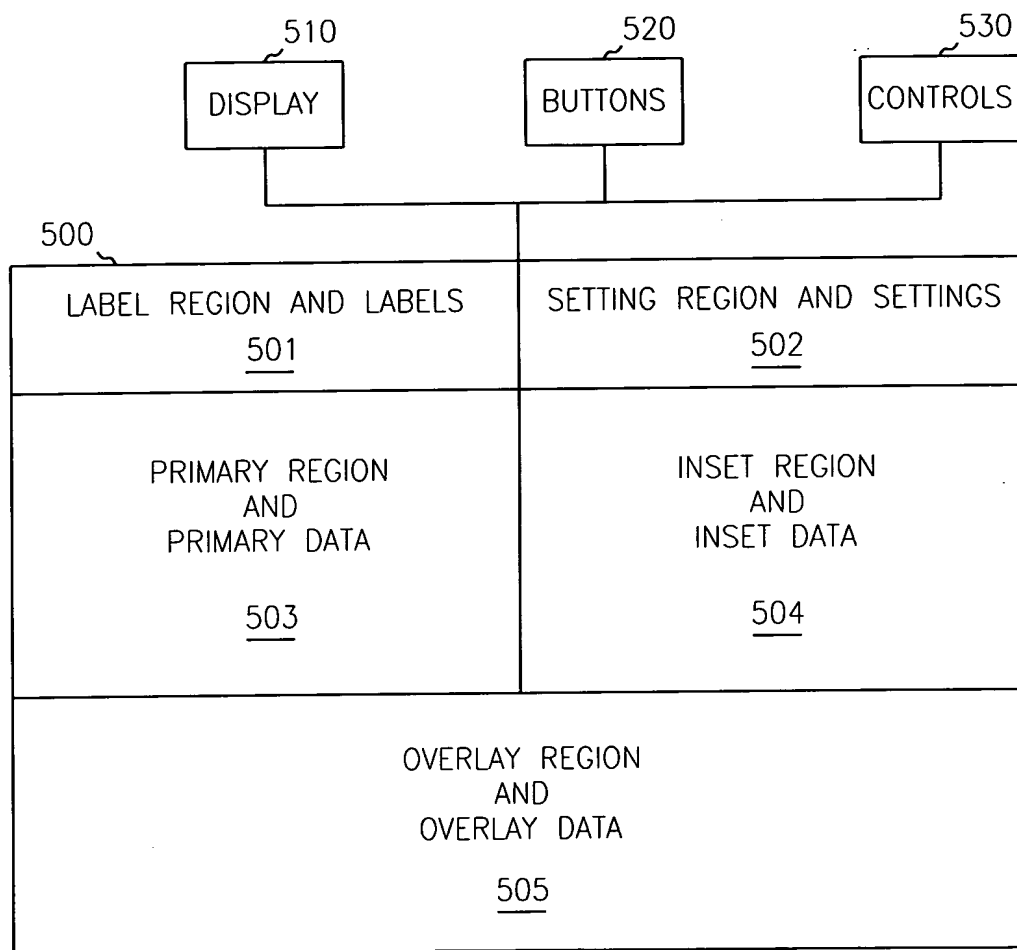 510
520
530
DISPLAY
BUTTONS
CONTROLS
500
LABEL REGION AND LABELS
501
SETTING REGION AND SETTINGS
502
PRIMARY REGION
AND
PRIMARY DATA
503
INSET REGION
AND
INSET DATA
504
OVERLAY REGION
AND
OVERLAY DATA
505